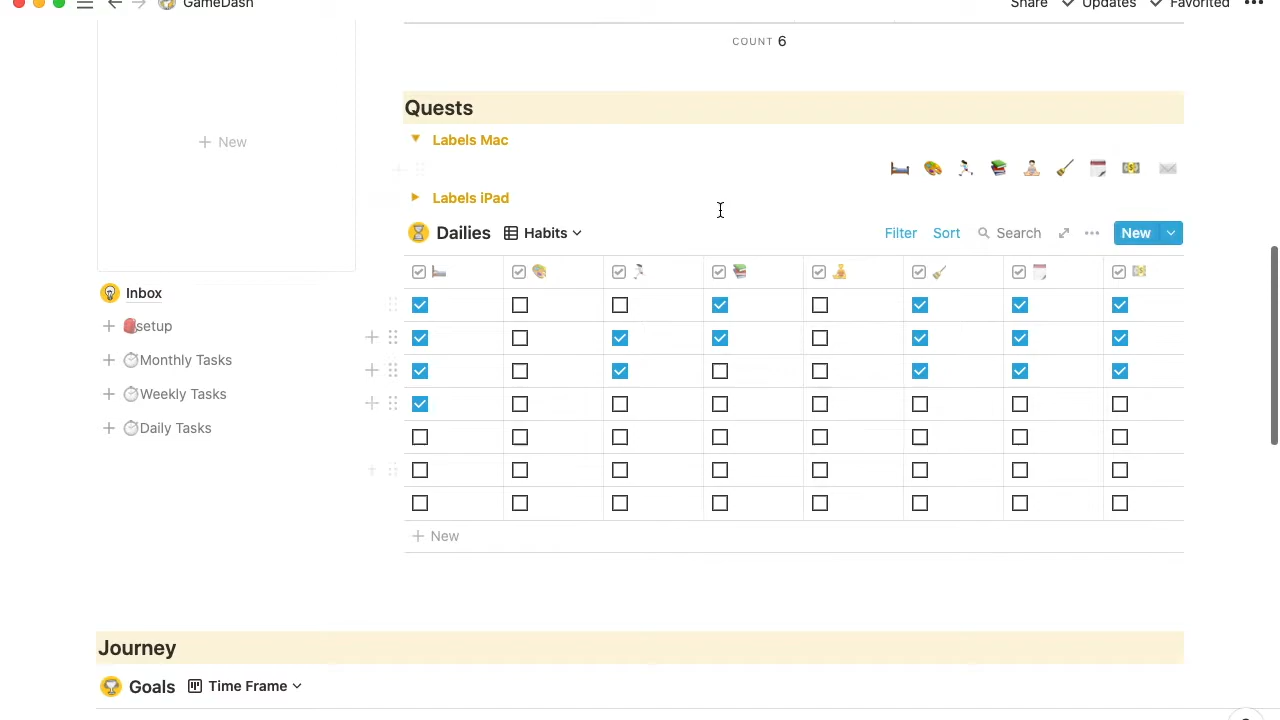 GameDash
Share Updates Favorited
COUNT 6
Quests
New
Labels Mac
Labels iPad
Dailies Habits
Filter Sort Search New
Inbox
setup
Monthly Tasks
Weekly Tasks
Daily Tasks
New
Journey
Goals Time Frame